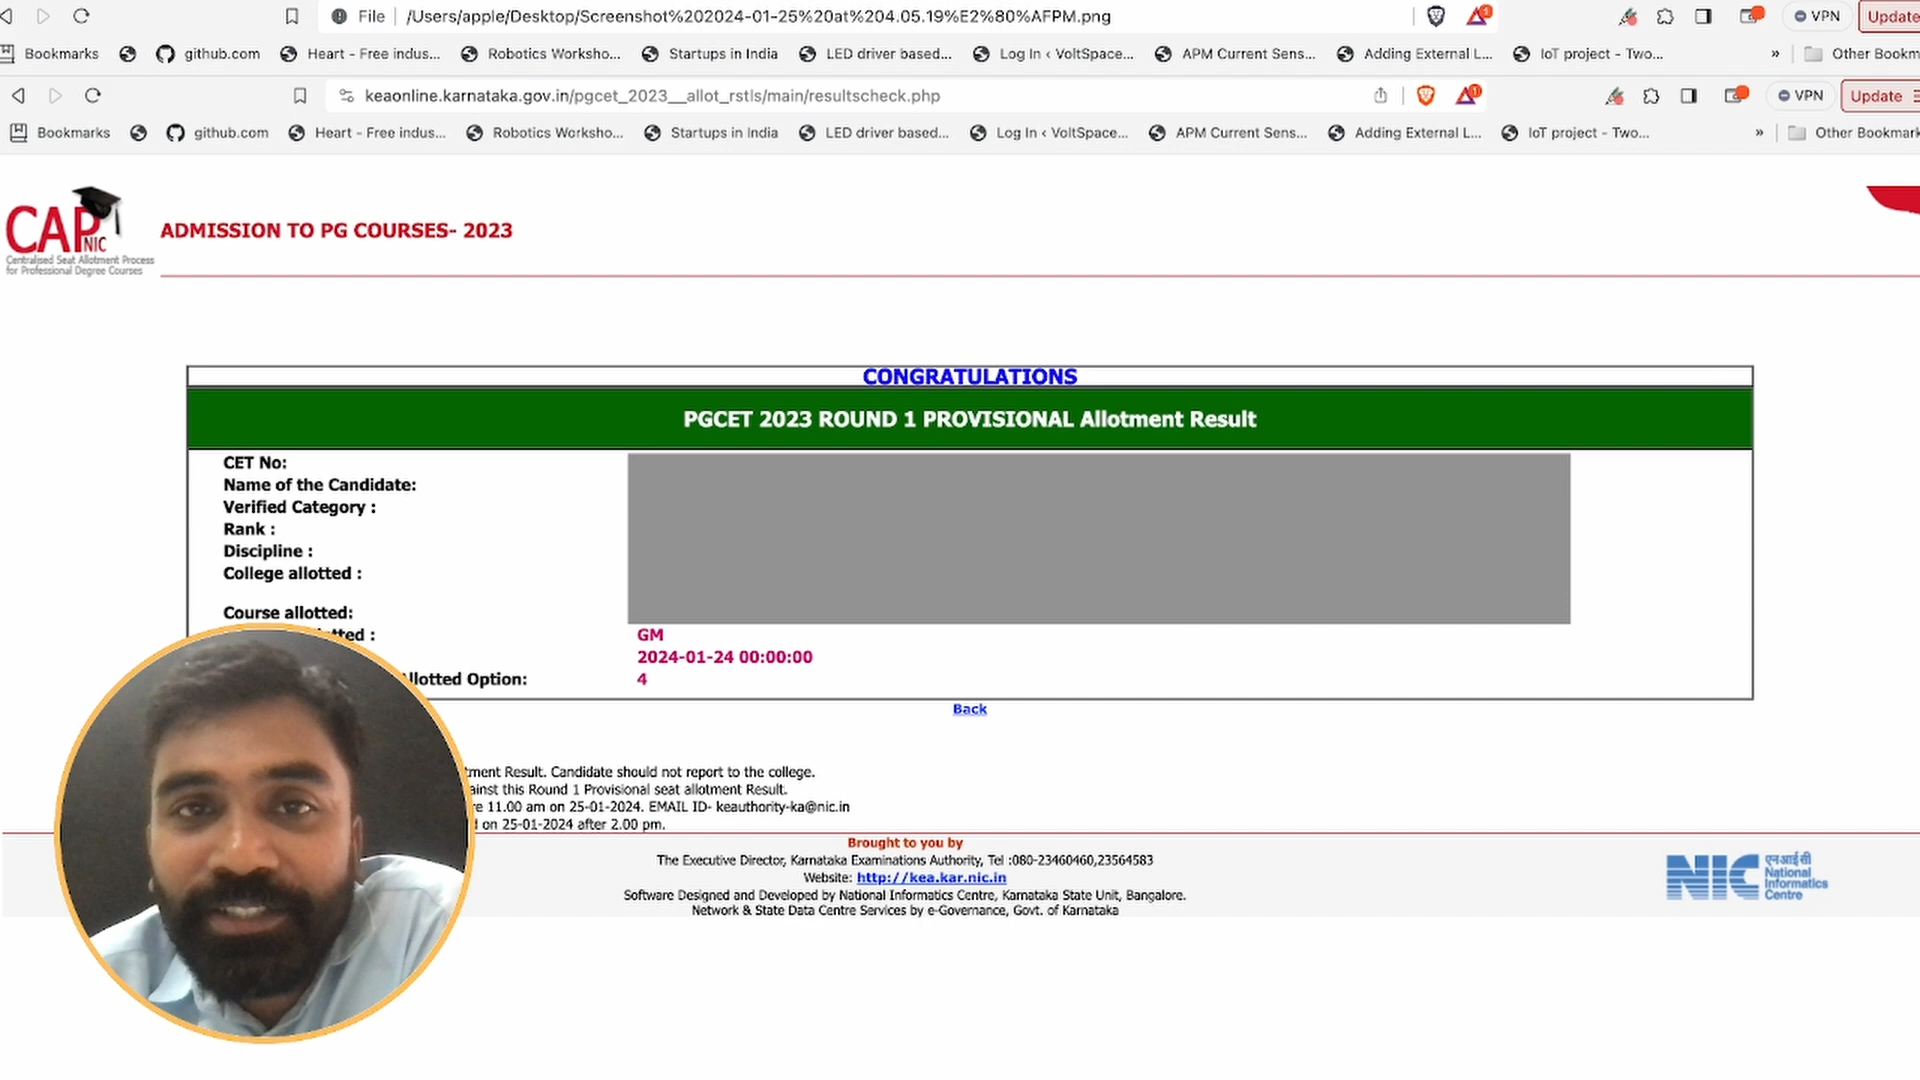 File /Users/apple/Desktop/Screenshot%202024-01-25%20at%204.05.19%E2%80%AFPM.png VPN Update
Bookmarks github.com Heart - Free indus... Robotics Worksho... Startups in India LED driver based... Log In ‹ VoltSpace... APM Current Sens... Adding External L... IoT project - Two... » Other Bookm
keaonline.karnataka.gov.in/pgcet_2023__allot_rstls/main/resultscheck.php 1 VPN Update
Bookmarks github.com Heart - Free indus... Robotics Worksho... Startups in India LED driver based... Log In ‹ VoltSpace... APM Current Sens... Adding External L... IoT project - Two... » Other Bookmark
CAP NIC
Centralised Seat Allotment Process
for Professional Degree Courses
ADMISSION TO PG COURSES- 2023
CONGRATULATIONS
PGCET 2023 ROUND 1 PROVISIONAL Allotment Result
CET No:
Name of the Candidate:
Verified Category :
Rank :
Discipline :
College allotted :
Course allotted:
tted : GM
2024-01-24 00:00:00
Allotted Option: 4
Back
tment Result. Candidate should not report to the college.
ainst this Round 1 Provisional seat allotment Result.
re 11.00 am on 25-01-2024. EMAIL ID- keauthority-ka@nic.in
on 25-01-2024 after 2.00 pm.
Brought to you by
The Executive Director, Karnataka Examinations Authority, Tel :080-23460460,23564583
Website: http://kea.kar.nic.in
Software Designed and Developed by National Informatics Centre, Karnataka State Unit, Bangalore.
Network & State Data Centre Services by e-Governance, Govt. of Karnataka
NIC एनआईसी
National
Informatics
Centre